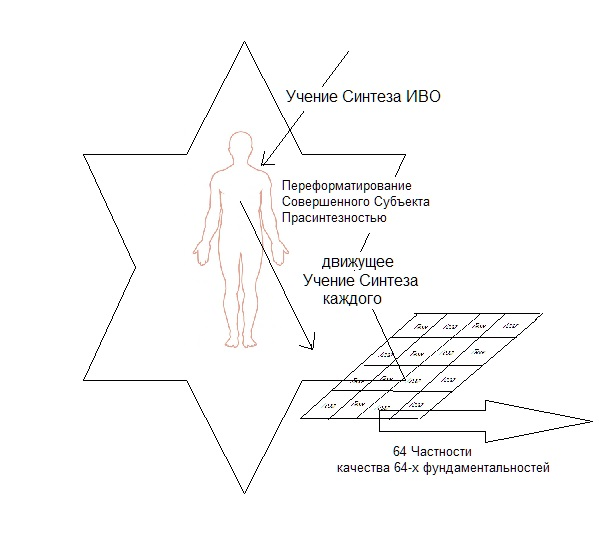 Учение Синтеза ИВО
Переформатирование
Совершенного Субъекта
Прасинтезностью
движущее
Учение Синтеза
каждого
64 Частности
качества 64-х фундаментальностей